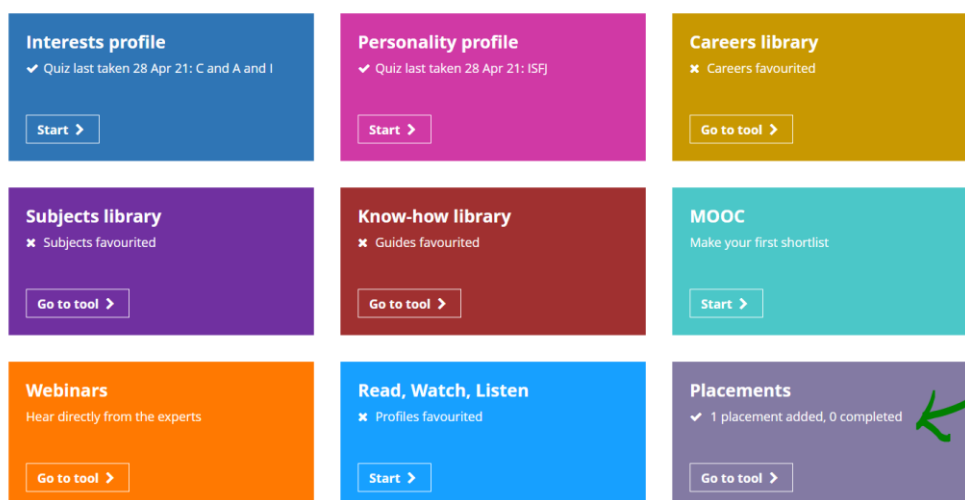 Interests profile
✔ Quiz last taken 28 Apr 21: C and A and I
Start >
Personality profile
✔ Quiz last taken 28 Apr 21: ISFJ
Start >
Careers library
✖ Careers favourited
Go to tool >
Subjects library
✖ Subjects favourited
Go to tool >
Know-how library
✖ Guides favourited
Go to tool >
MOOC
Make your first shortlist
Start >
Webinars
Hear directly from the experts
Go to tool >
Read, Watch, Listen
✖ Profiles favourited
Start >
Placements
✔ 1 placement added, 0 completed
Go to tool >